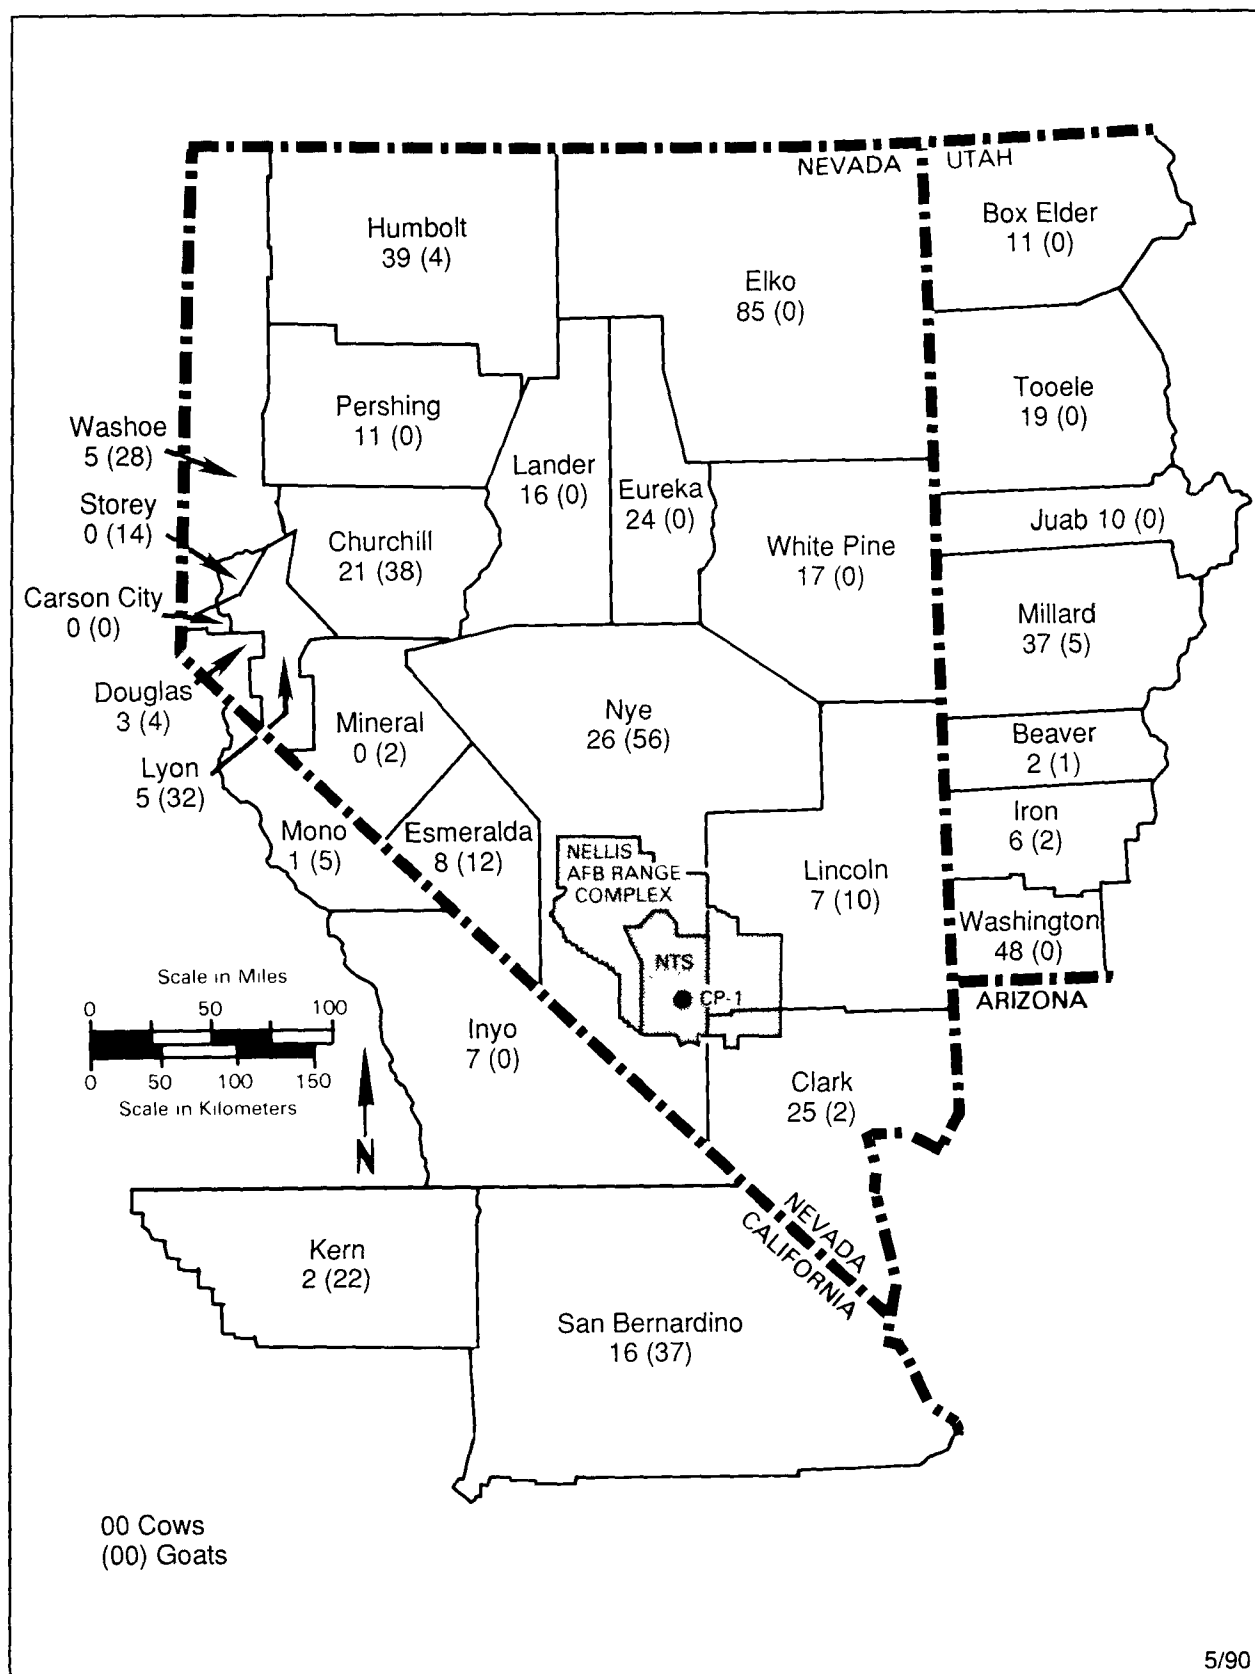 NEVADA
UTAH
Humbolt
39 (4)
Elko
85 (0)
Box Elder
11 (0)
Pershing
11 (0)
Tooele
19 (0)
Washoe
5 (28)
Lander
16 (0)
Eureka
24 (0)
Storey
0 (14)
Churchill
21 (38)
White Pine
17 (0)
Juab 10 (0)
Carson City
0 (0)
Millard
37 (5)
Douglas
3 (4)
Mineral
0 (2)
Nye
26 (56)
Beaver
2 (1)
Lyon
5 (32)
Iron
6 (2)
Mono
1 (5)
Esmeralda
8 (12)
NELLIS
AFB RANGE
COMPLEX
Lincoln
7 (10)
Washington
48 (0)
NTS
CP-1
ARIZONA
Scale in Miles
0 50 100
0 50 100 150
Scale in Kilometers
Inyo
7 (0)
Clark
25 (2)
N
NEVADA
CALIFORNIA
Kern
2 (22)
San Bernardino
16 (37)
00 Cows
(00) Goats
5/90